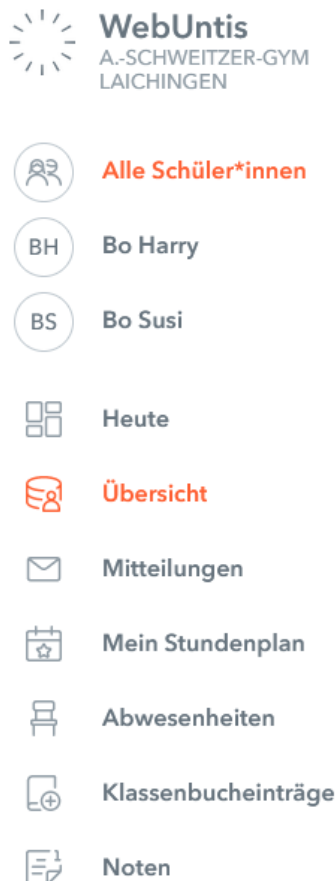 WebUntis
A.-SCHWEITZER-GYM
LAICHINGEN
Alle Schüler*innen
BH Bo Harry
BS Bo Susi
Heute
Übersicht
Mitteilungen
Mein Stundenplan
Abwesenheiten
Klassenbucheinträge
Noten